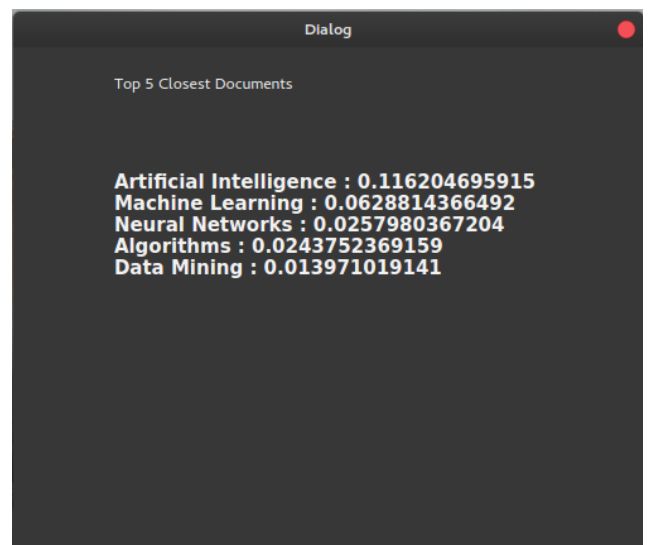 Dialog
Top 5 Closest Documents
Artificial Intelligence : 0.116204695915
Machine Learning : 0.0628814366492
Neural Networks : 0.0257980367204
Algorithms : 0.0243752369159
Data Mining : 0.013971019141